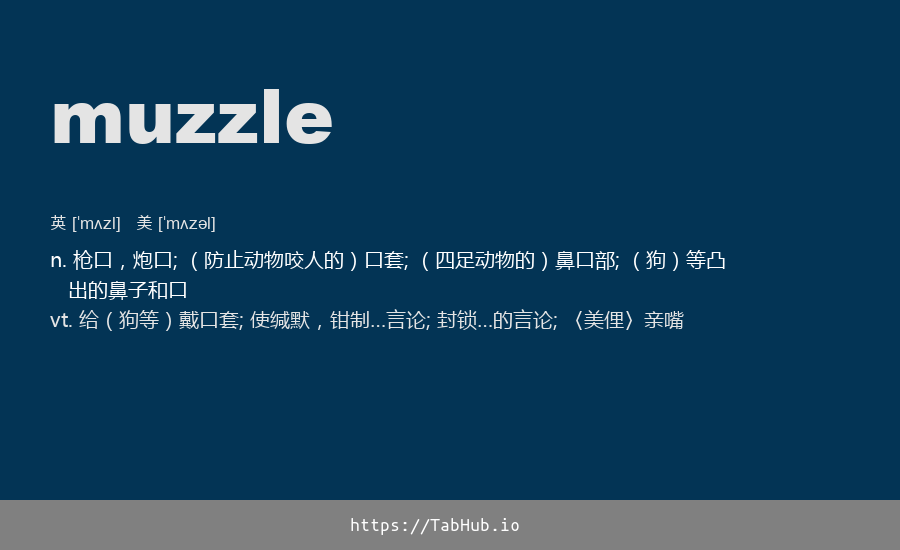 muzzle
英 [ˈmʌzl] 美 [ˈmʌzəl]
n. 枪口，炮口; （防止动物咬人的）口套; （四足动物的）鼻口部; （狗）等凸
出的鼻子和口
vt. 给（狗等）戴口套; 使缄默，钳制…言论; 封锁…的言论; 〈美俚〉亲嘴
https://TabHub.io